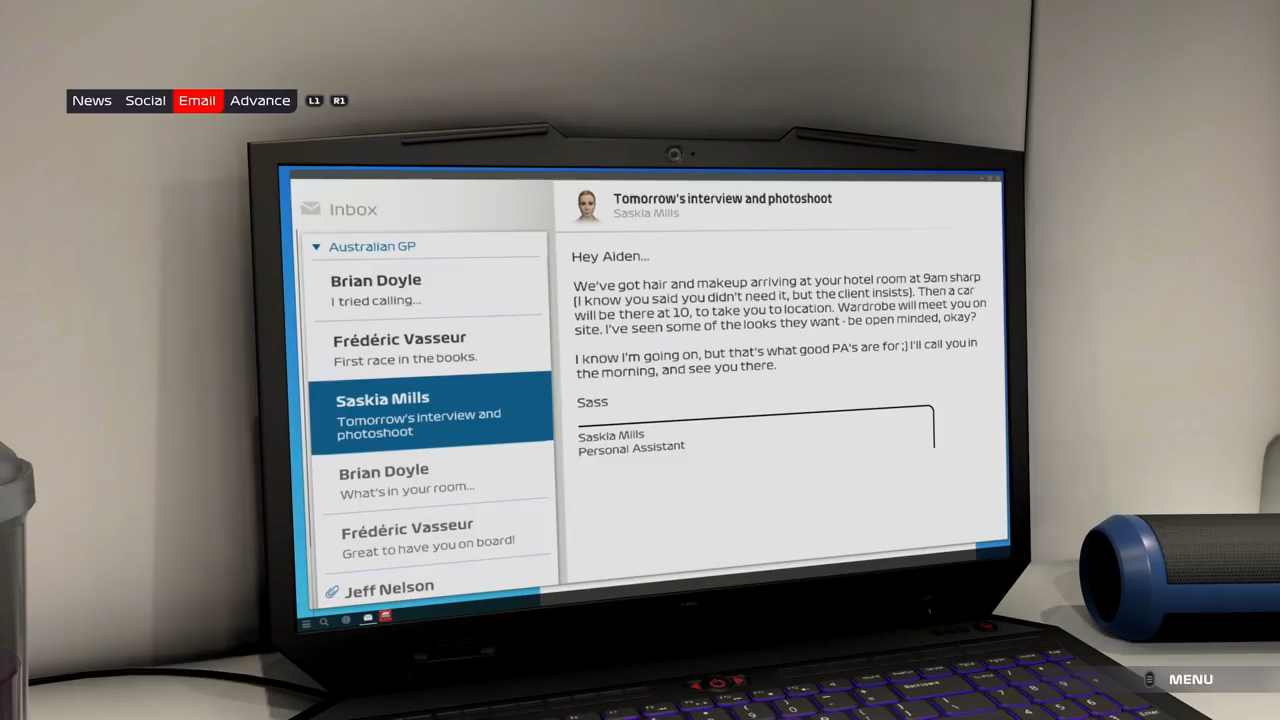 News Social Email Advance L1 R1
Inbox
Australian GP
Brian Doyle
I tried calling...
Frédéric Vasseur
First race in the books.
Saskia Mills
Tomorrow's interview and
photoshoot
Brian Doyle
What's in your room...
Frédéric Vasseur
Great to have you on board!
Jeff Nelson
Tomorrow's interview and photoshoot
Saskia Mills
Hey Aiden...
We've got hair and makeup arriving at your hotel room at 9am sharp
(I know you said you didn't need it, but the client insists). Then a car
will be there at 10, to take you to location. Wardrobe will meet you on
site. I've seen some of the looks they want - be open minded, okay?
I know I'm going on, but that's what good PA's are for ;) I'll call you in
the morning, and see you there.
Sass
Saskia Mills
Personal Assistant
MENU